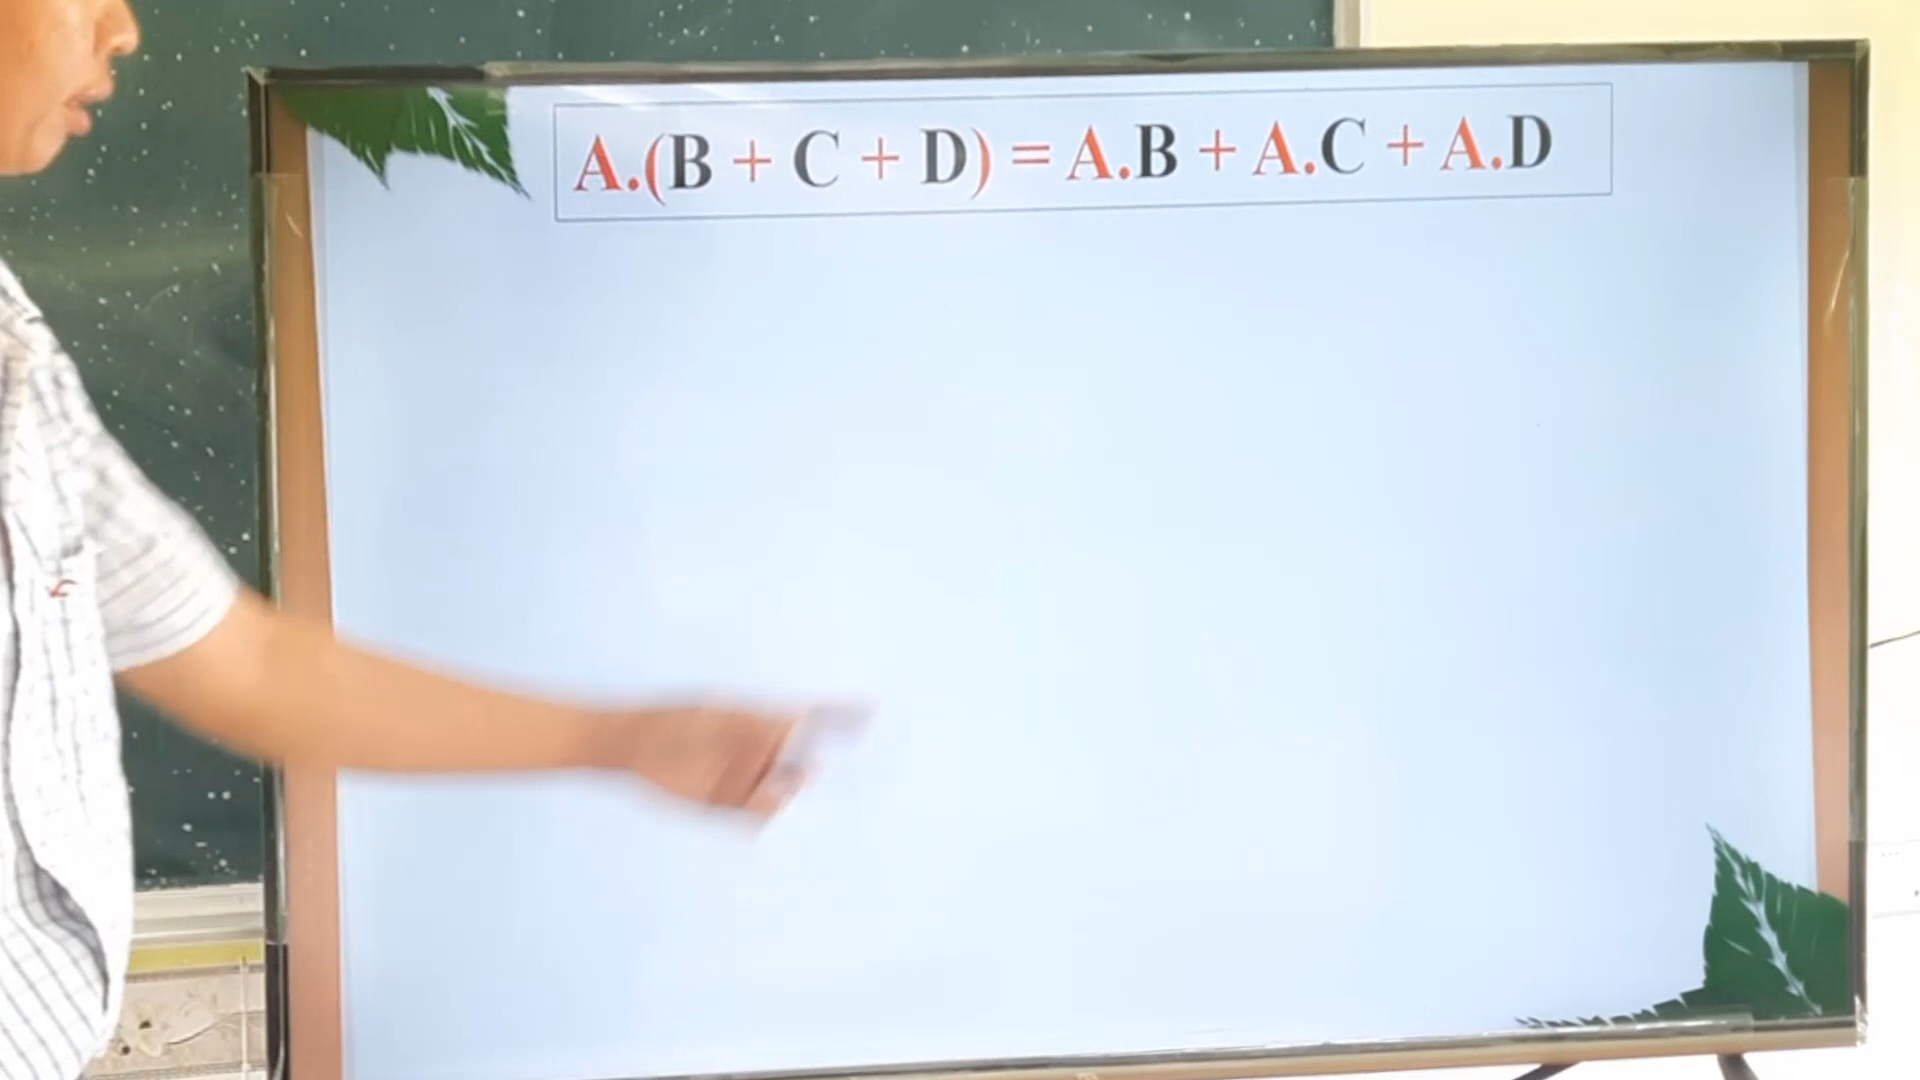 A.(B + C + D) = A.B + A.C + A.D